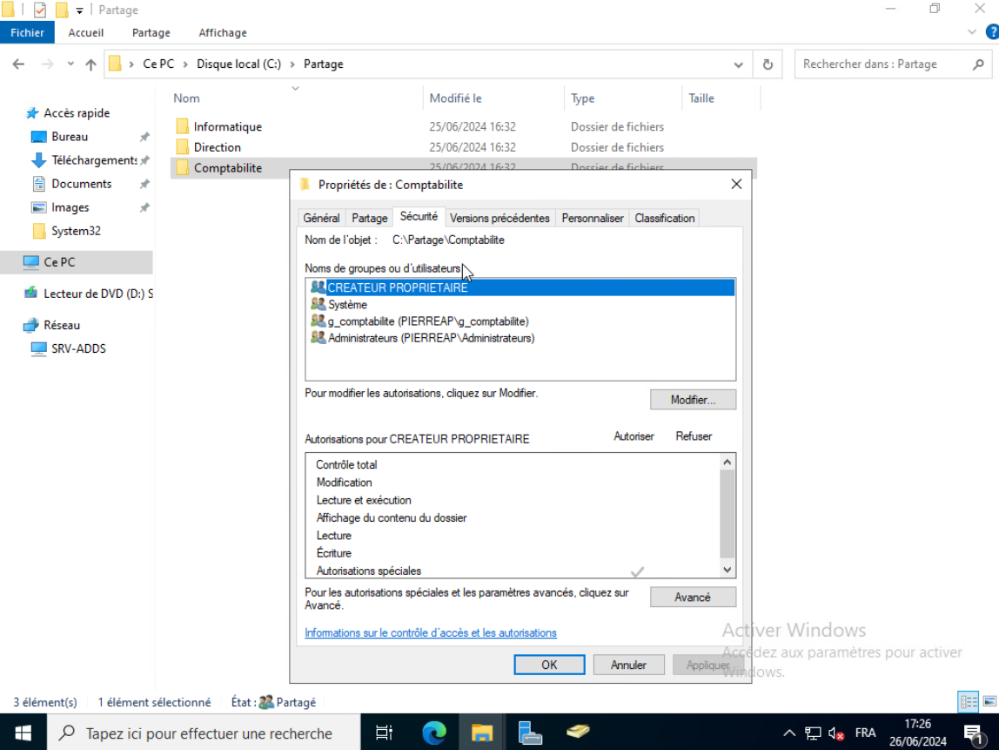 Partage
Fichier Accueil Partage Affichage
Ce PC Disque local (C:) Partage
Rechercher dans : Partage
Nom Modifié le Type Taille
Accès rapide
Bureau
Téléchargements
Documents
Images
System32
Ce PC
Lecteur de DVD (D:) S
Réseau
SRV-ADDS
Informatique 25/06/2024 16:32 Dossier de fichiers
Direction 25/06/2024 16:32 Dossier de fichiers
Comptabilite 25/06/2024 16:32 Dossier de fichiers
Propriétés de : Comptabilite
Général Partage Sécurité Versions précédentes Personnaliser Classification
Nom de l'objet : C:\Partage\Comptabilite
Noms de groupes ou d'utilisateurs
CREATEUR PROPRIETAIRE
Système
g_comptabilite (PIERREAP\g_comptabilite)
Administrateurs (PIERREAP\Administrateurs)
Pour modifier les autorisations, cliquez sur Modifier.
Modifier...
Autorisations pour CREATEUR PROPRIETAIRE Autoriser Refuser
Contrôle total
Modification
Lecture et exécution
Affichage du contenu du dossier
Lecture
Écriture
Autorisations spéciales
Pour les autorisations spéciales et les paramètres avancés, cliquez sur
Avancé.
Avancé
Informations sur le contrôle d'accès et les autorisations
OK Annuler Appliquer
Activer Windows
Accédez aux paramètres pour activer
Windows.
3 élément(s) 1 élément sélectionné État : Partagé
Tapez ici pour effectuer une recherche
FRA
17:26
26/06/2024
1